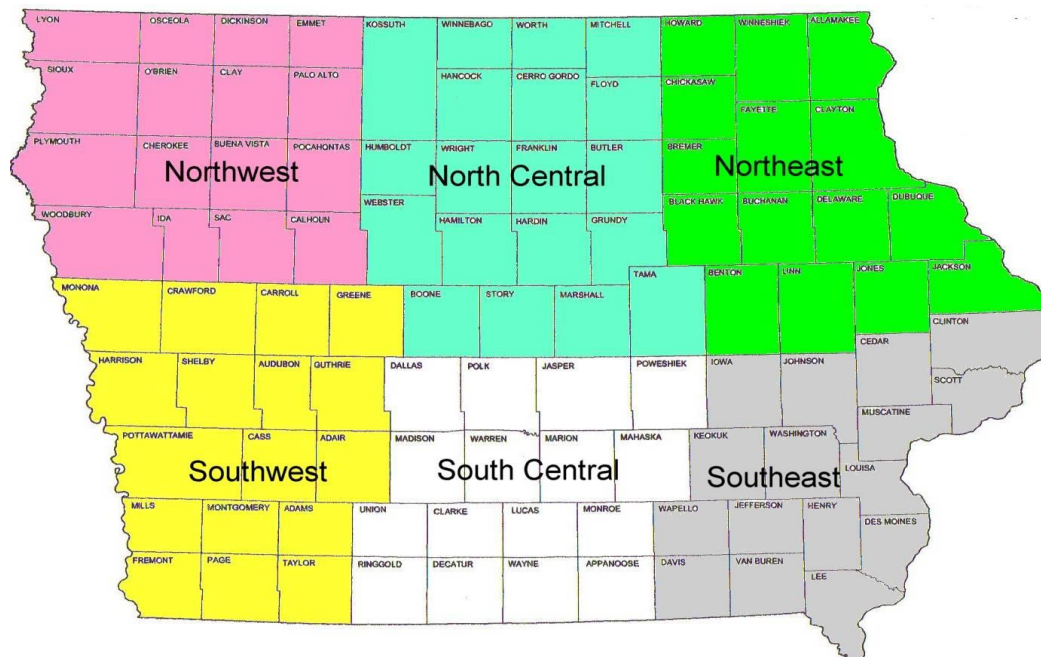 LYON
OSCEOLA
DICKINSON
EMMET
KOSSUTH
WINNEBAGO
WORTH
MITCHELL
HOWARD
WINNESHIEK
ALLAMAKEE
SIOUX
O'BRIEN
CLAY
PALO ALTO
HANCOCK
CERRO GORDO
FLOYD
CHICKASAW
FAYETTE
CLAYTON
PLYMOUTH
CHEROKEE
BUENA VISTA
POCAHONTAS
HUMBOLDT
WRIGHT
FRANKLIN
BUTLER
BREMER
Northwest
North Central
Northeast
WOODBURY
IDA
SAC
CALHOUN
WEBSTER
HAMILTON
HARDIN
GRUNDY
BLACK HAWK
BUCHANAN
DELAWARE
DUBUQUE
MONONA
CRAWFORD
CARROLL
GREENE
BOONE
STORY
MARSHALL
TAMA
BENTON
LINN
JONES
JACKSON
CLINTON
CEDAR
HARRISON
SHELBY
AUDUBON
GUTHRIE
DALLAS
POLK
JASPER
POWESHIEK
IOWA
JOHNSON
SCOTT
MUSCATINE
POTTAWATTAMIE
CASS
ADAIR
MADISON
WARREN
MARION
MAHASKA
KEOKUK
WASHINGTON
LOUISA
Southwest
South Central
Southeast
MILLS
MONTGOMERY
ADAMS
UNION
CLARKE
LUCAS
MONROE
WAPELLO
JEFFERSON
HENRY
DES MOINES
FREMONT
PAGE
TAYLOR
RINGGOLD
DECATUR
WAYNE
APPANOOSE
DAVIS
VAN BUREN
LEE